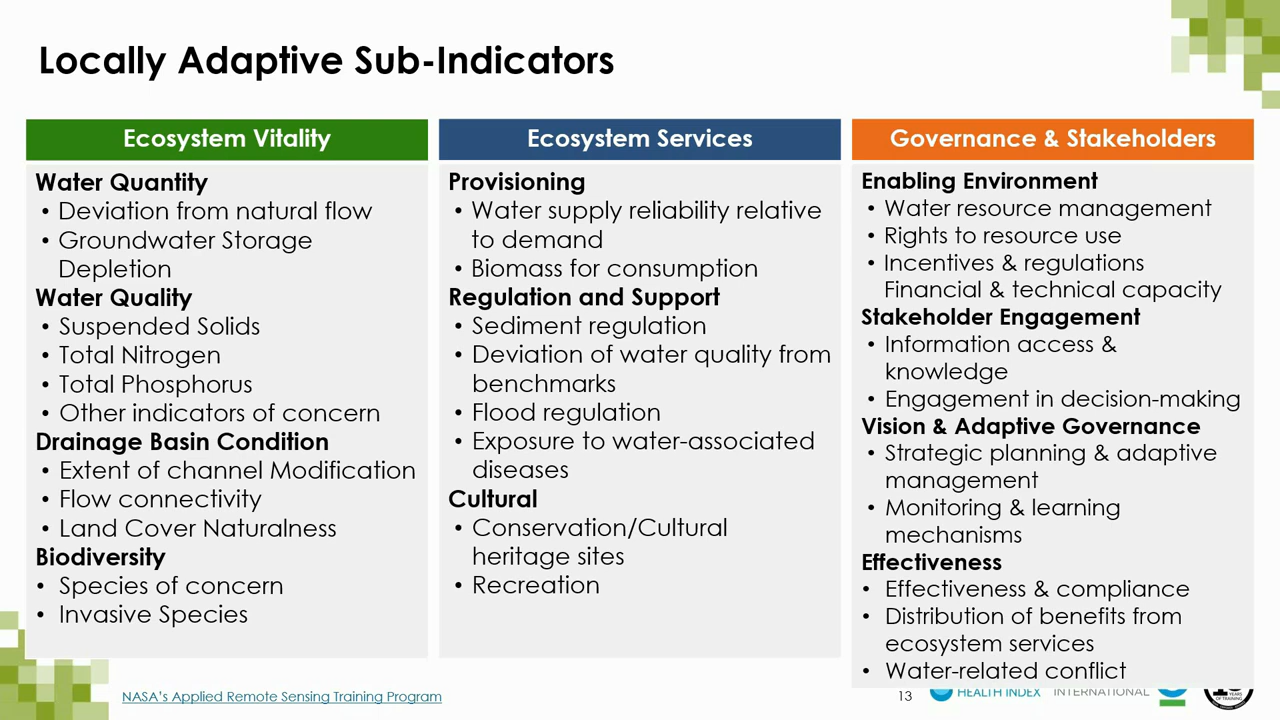 Locally Adaptive Sub-Indicators
Ecosystem Vitality
Water Quantity
• Deviation from natural flow
• Groundwater Storage
Depletion
Water Quality
• Suspended Solids
• Total Nitrogen
• Total Phosphorus
• Other indicators of concern
Drainage Basin Condition
• Extent of channel Modification
• Flow connectivity
• Land Cover Naturalness
Biodiversity
• Species of concern
• Invasive Species
Ecosystem Services
Provisioning
• Water supply reliability relative
to demand
• Biomass for consumption
Regulation and Support
• Sediment regulation
• Deviation of water quality from
benchmarks
• Flood regulation
• Exposure to water-associated
diseases
Cultural
• Conservation/Cultural
heritage sites
• Recreation
Governance & Stakeholders
Enabling Environment
• Water resource management
• Rights to resource use
• Incentives & regulations
Financial & technical capacity
Stakeholder Engagement
• Information access &
knowledge
• Engagement in decision-making
Vision & Adaptive Governance
• Strategic planning & adaptive
management
• Monitoring & learning
mechanisms
Effectiveness
• Effectiveness & compliance
• Distribution of benefits from
ecosystem services
• Water-related conflict
NASA's Applied Remote Sensing Training Program
13
HEALTH INDEX
INTERNATIONAL
YEARS
OF TRAINING